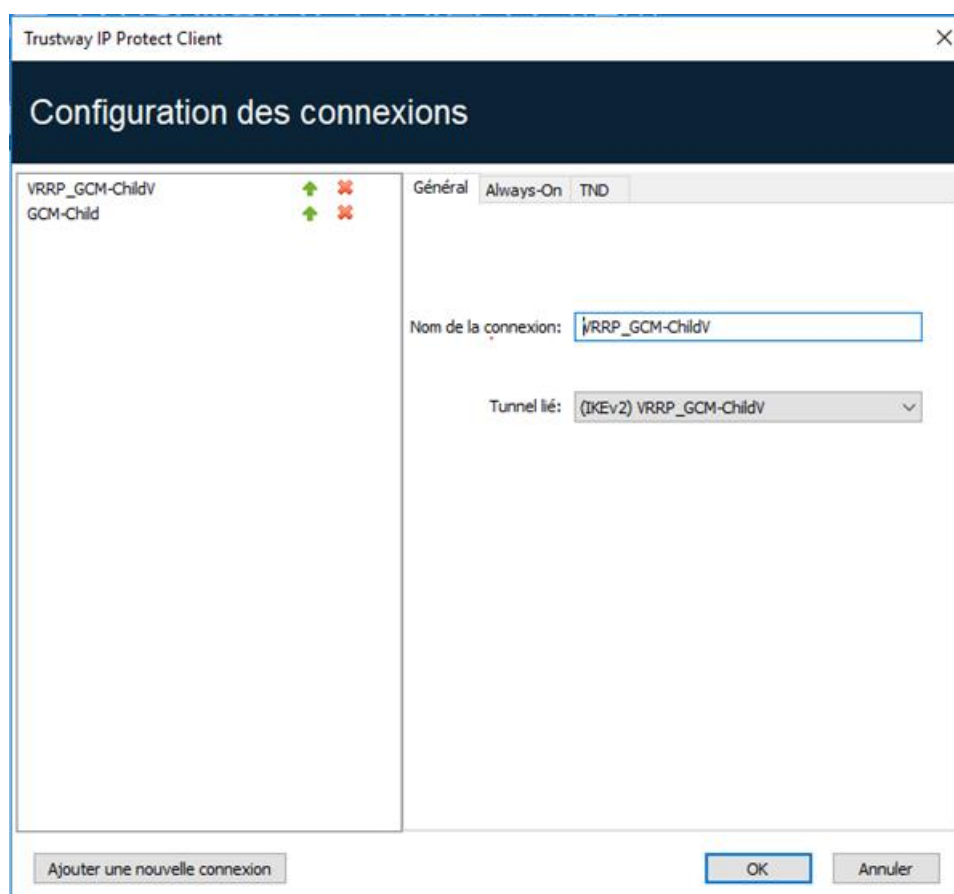 Trustway IP Protect Client
Configuration des connexions
VRRP_GCM-ChildV
GCM-Child
Général Always-On TND
Nom de la connexion: VRRP_GCM-ChildV
Tunnel lié: (IKEv2) VRRP_GCM-ChildV
Ajouter une nouvelle connexion OK Annuler